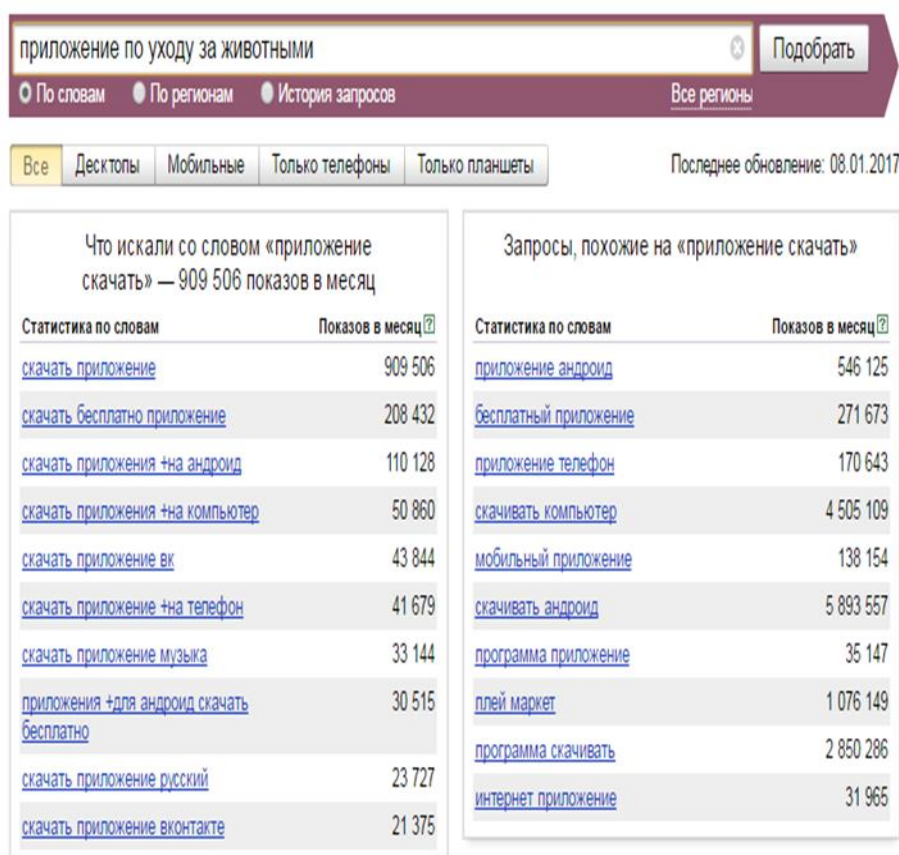 приложение по уходу за животными
Подобрать
По словам По регионам История запросов Все регионы
Все Десктопы Мобильные Только телефоны Только планшеты Последнее обновление: 08.01.2017
Что искали со словом «приложение
скачать» — 909 506 показов в месяц
Статистика по словам Показов в месяц ?
скачать приложение 909 506
скачать бесплатно приложение 208 432
скачать приложения +на андроид 110 128
скачать приложения +на компьютер 50 860
скачать приложение вк 43 844
скачать приложение +на телефон 41 679
скачать приложение музыка 33 144
приложения +для андроид скачать 30 515
бесплатно
скачать приложение русский 23 727
скачать приложение вконтакте 21 375
Запросы, похожие на «приложение скачать»
Статистика по словам Показов в месяц ?
приложение андроид 546 125
бесплатный приложение 271 673
приложение телефон 170 643
скачивать компьютер 4 505 109
мобильный приложение 138 154
скачивать андроид 5 893 557
программа приложение 35 147
плей маркет 1 076 149
программа скачивать 2 850 286
интернет приложение 31 965